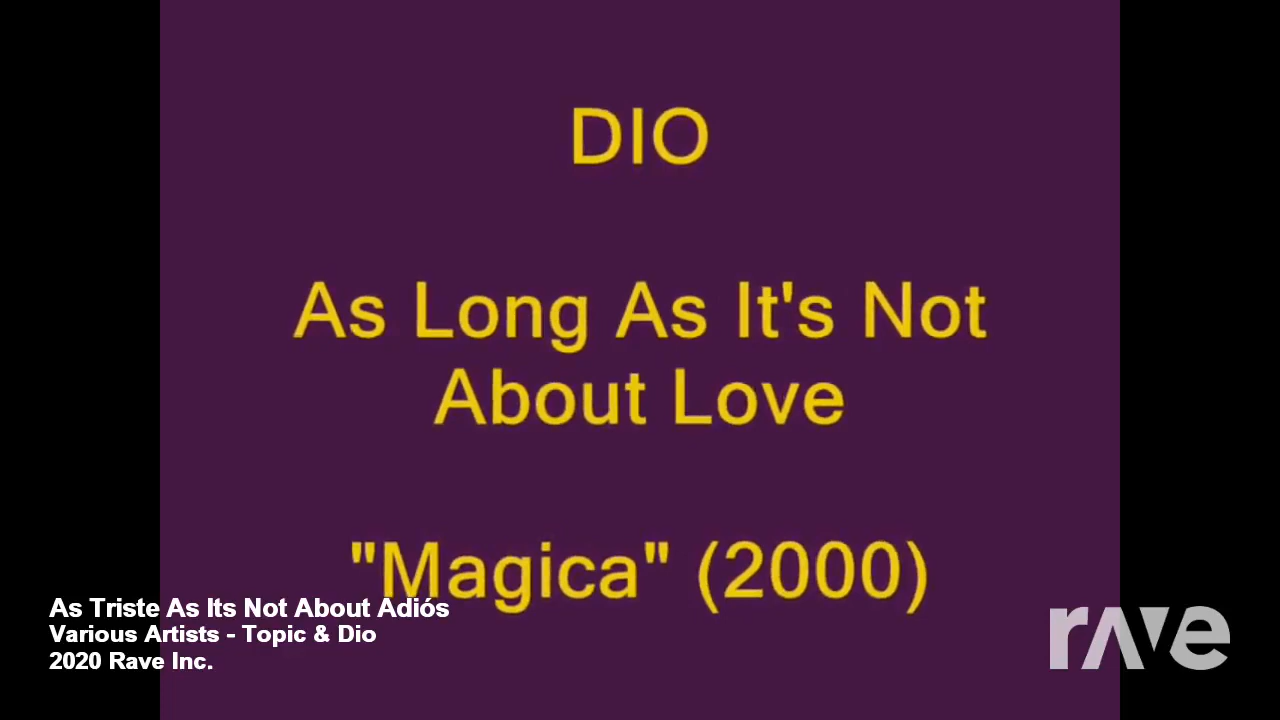 DIO
As Long As It's Not
About Love
"Magica" (2000)
As Triste As Its Not About Adiós
Various Artists - Topic & Dio
2020 Rave Inc.
rave